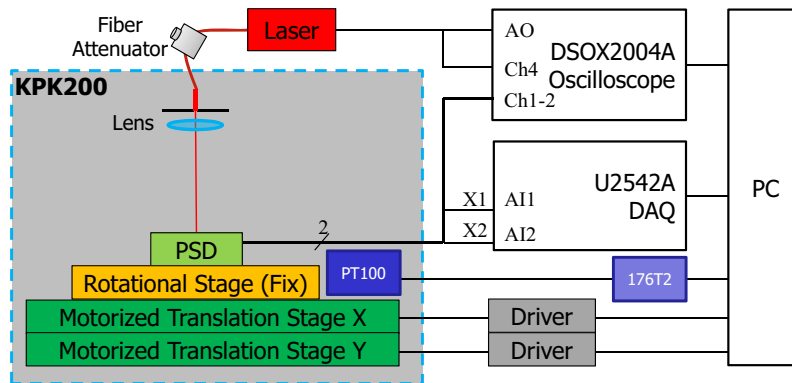 Fiber
Attenuator
Laser
AO
DSOX2004A
Oscilloscope
Ch4
Ch1-2
KPK200
Lens
PC
U2542A
DAQ
X1
AI1
X2
AI2
2
PSD
PT100
176T2
Rotational Stage (Fix)
Motorized Translation Stage X
Driver
Motorized Translation Stage Y
Driver